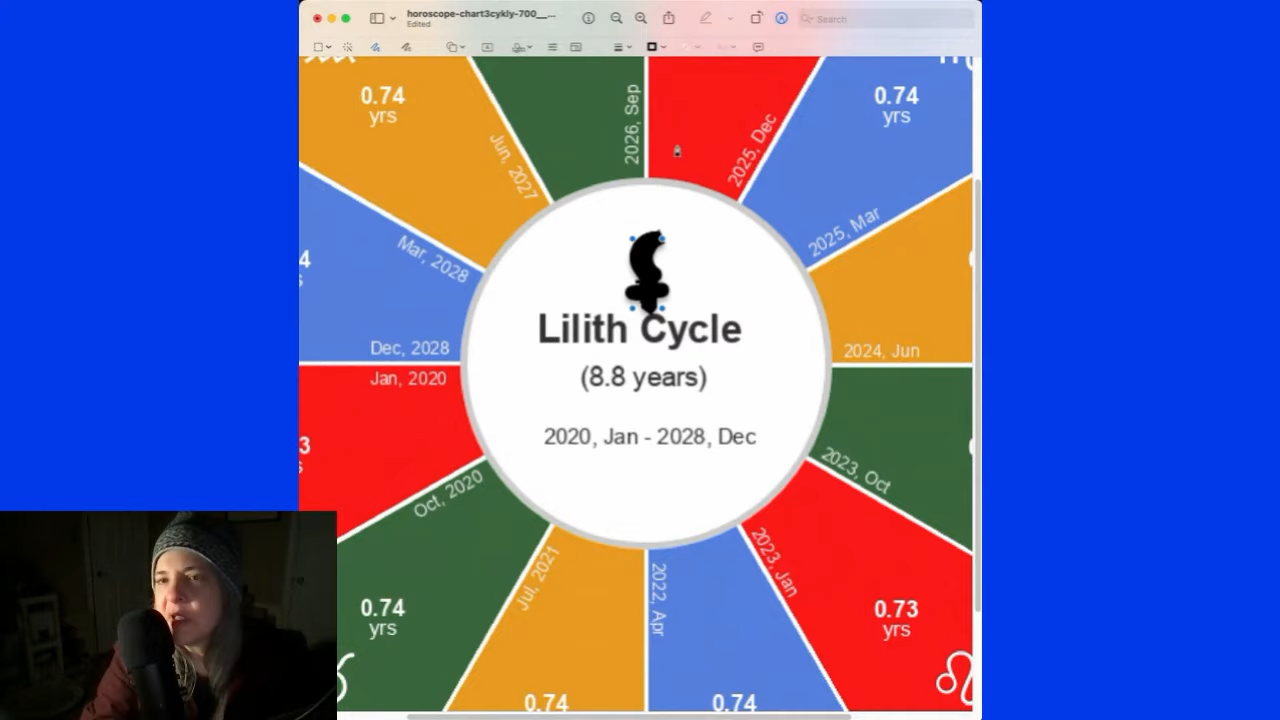 horoscope-chart3cykly-700__...
Edited
Search
0.74
yrs
Jun, 2027
2026, Sep
2025, Dec
0.74
yrs
2025, Mar
Mar, 2028
Dec, 2028
Jan, 2020
Lilith Cycle
(8.8 years)
2020, Jan - 2028, Dec
2024, Jun
2023, Oct
Oct, 2020
Jul, 2021
2022, Apr
2023, Jan
0.74
yrs
0.73
yrs
0.74
0.74